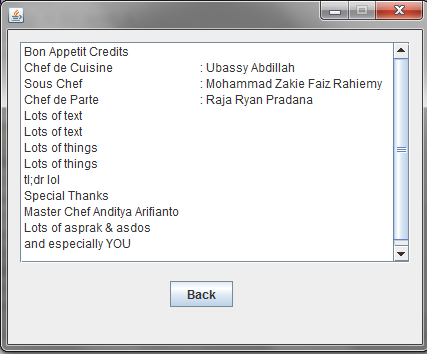 Bon Appetit Credits
Chef de Cuisine : Ubassy Abdillah
Sous Chef : Mohammad Zakie Faiz Rahiemy
Chef de Parte : Raja Ryan Pradana
Lots of text
Lots of text
Lots of things
Lots of things
tl;dr lol
Special Thanks
Master Chef Anditya Arifianto
Lots of asprak & asdos
and especially YOU
Back